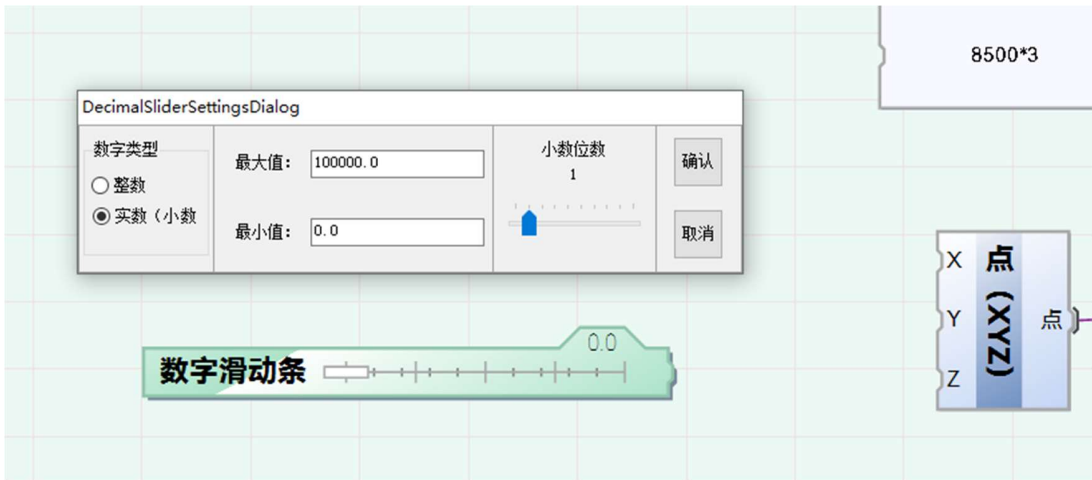 8500*3
DecimalSliderSettingsDialog
数字类型
整数
实数（小数
最大值：
100000.0
最小值：
0.0
小数位数
1
确认
取消
数字滑动条
0.0
X
Y
Z
点（XYZ）
点